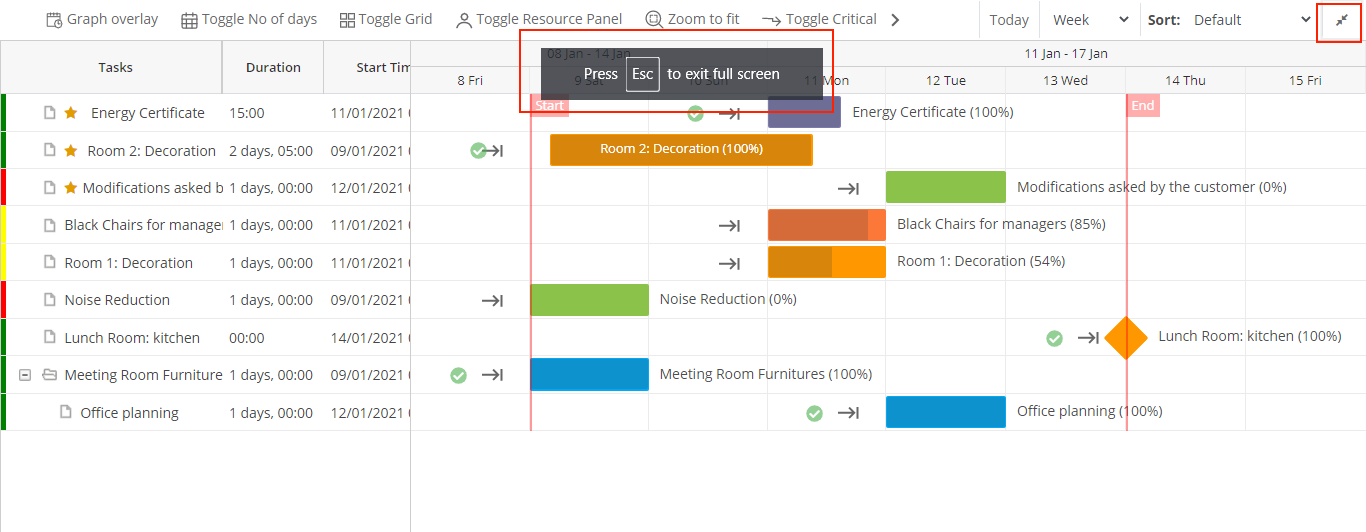 Graph overlay Toggle No of days Toggle Grid Toggle Resource Panel Zoom to fit Toggle Critical Today Week Sort: Default
08 Jan - 14 Jan 11 Jan - 17 Jan
Press Esc to exit full screen
Tasks Duration Start Tim 8 Fri 9 Sat 10 Sun 11 Mon 12 Tue 13 Wed 14 Thu 15 Fri
Start End
Energy Certificate 15:00 11/01/2021 Energy Certificate (100%)
Room 2: Decoration 2 days, 05:00 09/01/2021 Room 2: Decoration (100%)
Modifications asked b 1 days, 00:00 12/01/2021 Modifications asked by the customer (0%)
Black Chairs for manage 1 days, 00:00 11/01/2021 Black Chairs for managers (85%)
Room 1: Decoration 1 days, 00:00 11/01/2021 Room 1: Decoration (54%)
Noise Reduction 1 days, 00:00 09/01/2021 Noise Reduction (0%)
Lunch Room: kitchen 00:00 14/01/2021 Lunch Room: kitchen (100%)
Meeting Room Furniture 1 days, 00:00 09/01/2021 Meeting Room Furnitures (100%)
Office planning 1 days, 00:00 12/01/2021 Office planning (100%)